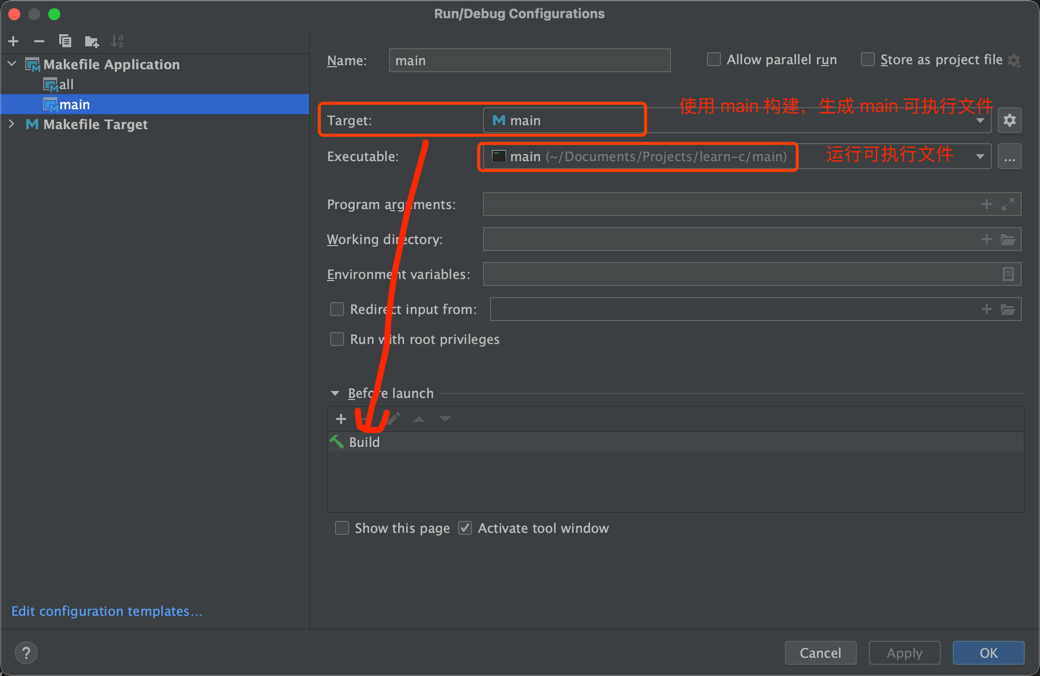 Run/Debug Configurations
Makefile Application
all
main
Makefile Target
Name: main
Allow parallel run
Store as project file
Target: main
使用 main 构建，生成 main 可执行文件
Executable: main (~/Documents/Projects/learn-c/main)
运行可执行文件
...
Program arguments:
Working directory:
Environment variables:
Redirect input from:
Run with root privileges
Before launch
Build
Show this page
Activate tool window
Edit configuration templates...
?
Cancel
Apply
OK